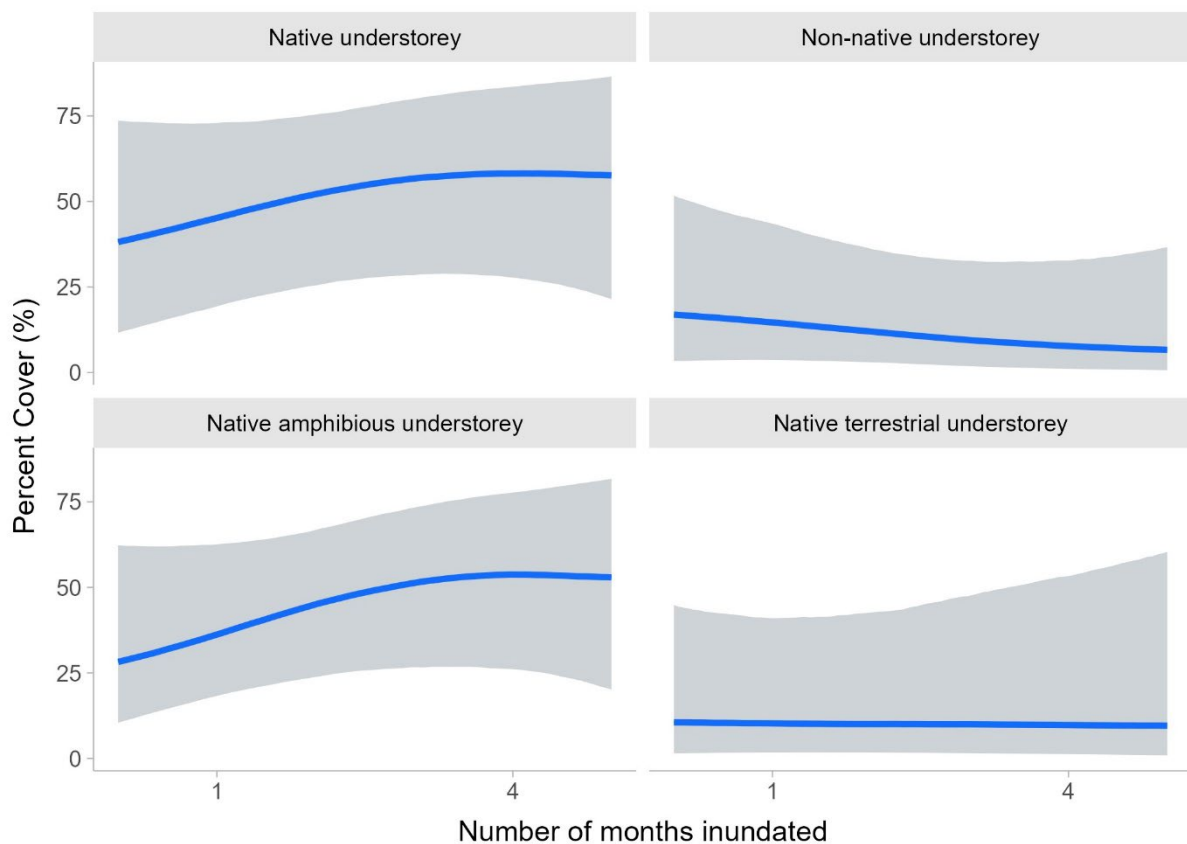 Native understorey
Non-native understorey
75
50
25
0
Native amphibious understorey
Native terrestrial understorey
75
50
25
0
1
4
1
4
Percent Cover (%)
Number of months inundated